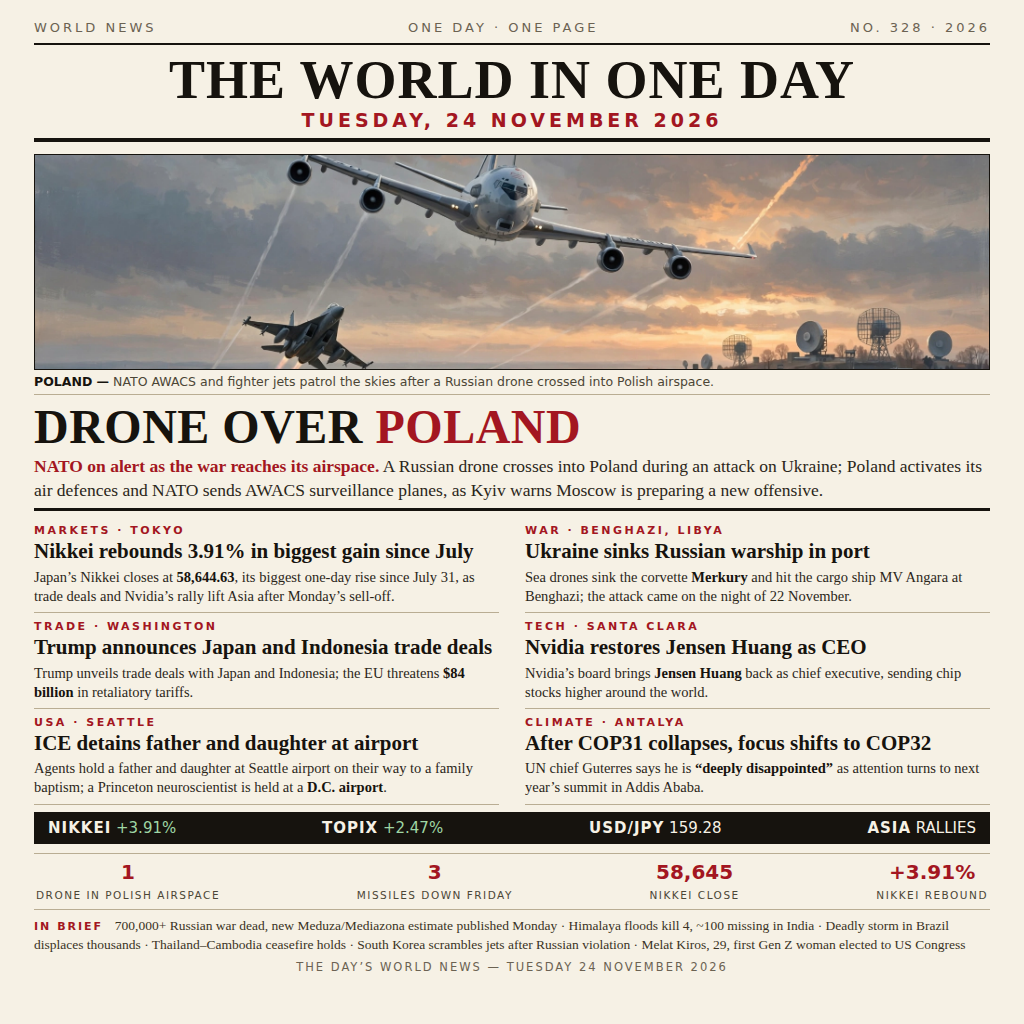 WORLD NEWS
ONE DAY · ONE PAGE
NO. 328 · 2026
THE WORLD IN ONE DAY
TUESDAY, 24 NOVEMBER 2026
POLAND — NATO AWACS and fighter jets patrol the skies after a Russian drone crossed into Polish airspace.
DRONE OVER POLAND
NATO on alert as the war reaches its airspace. A Russian drone crosses into Poland during an attack on Ukraine; Poland activates its
air defences and NATO sends AWACS surveillance planes, as Kyiv warns Moscow is preparing a new offensive.
MARKETS · TOKYO
Nikkei rebounds 3.91% in biggest gain since July
Japan’s Nikkei closes at 58,644.63, its biggest one-day rise since July 31, as
trade deals and Nvidia’s rally lift Asia after Monday’s sell-off.
WAR · BENGHAZI, LIBYA
Ukraine sinks Russian warship in port
Sea drones sink the corvette Merkury and hit the cargo ship MV Angara at
Benghazi; the attack came on the night of 22 November.
TRADE · WASHINGTON
Trump announces Japan and Indonesia trade deals
Trump unveils trade deals with Japan and Indonesia; the EU threatens $84
billion in retaliatory tariffs.
TECH · SANTA CLARA
Nvidia restores Jensen Huang as CEO
Nvidia’s board brings Jensen Huang back as chief executive, sending chip
stocks higher around the world.
USA · SEATTLE
ICE detains father and daughter at airport
Agents hold a father and daughter at Seattle airport on their way to a family
baptism; a Princeton neuroscientist is held at a D.C. airport.
CLIMATE · ANTALYA
After COP31 collapses, focus shifts to COP32
UN chief Guterres says he is “deeply disappointed” as attention turns to next
year’s summit in Addis Ababa.
NIKKEI +3.91%
TOPIX +2.47%
USD/JPY 159.28
ASIA RALLIES
1
DRONE IN POLISH AIRSPACE
3
MISSILES DOWN FRIDAY
58,645
NIKKEI CLOSE
+3.91%
NIKKEI REBOUND
IN BRIEF 700,000+ Russian war dead, new Meduza/Mediazona estimate published Monday · Himalaya floods kill 4, ~100 missing in India · Deadly storm in Brazil
displaces thousands · Thailand–Cambodia ceasefire holds · South Korea scrambles jets after Russian violation · Melat Kiros, 29, first Gen Z woman elected to US Congress
THE DAY’S WORLD NEWS — TUESDAY 24 NOVEMBER 2026